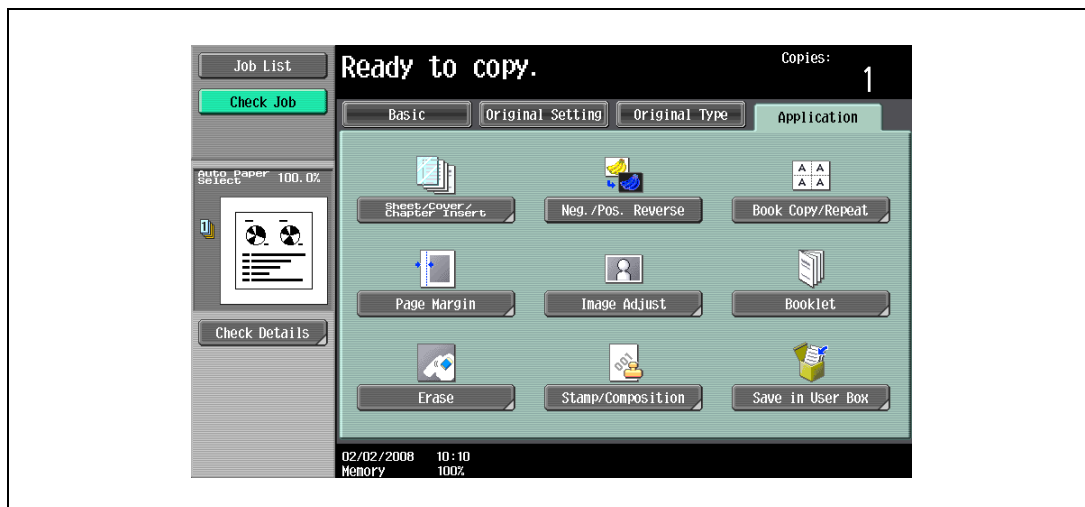 Job List
Check Job
Ready to copy.
Copies:
1
Basic
Original Setting
Original Type
Application
Auto Paper
Select
100.0%
1
Sheet/Cover/
Chapter Insert
Neg./Pos. Reverse
A A
A A
Book Copy/Repeat
Page Margin
Image Adjust
Booklet
Check Details
001
Erase
Stamp/Composition
Save in User Box
02/02/2008 10:10
Memory 100%